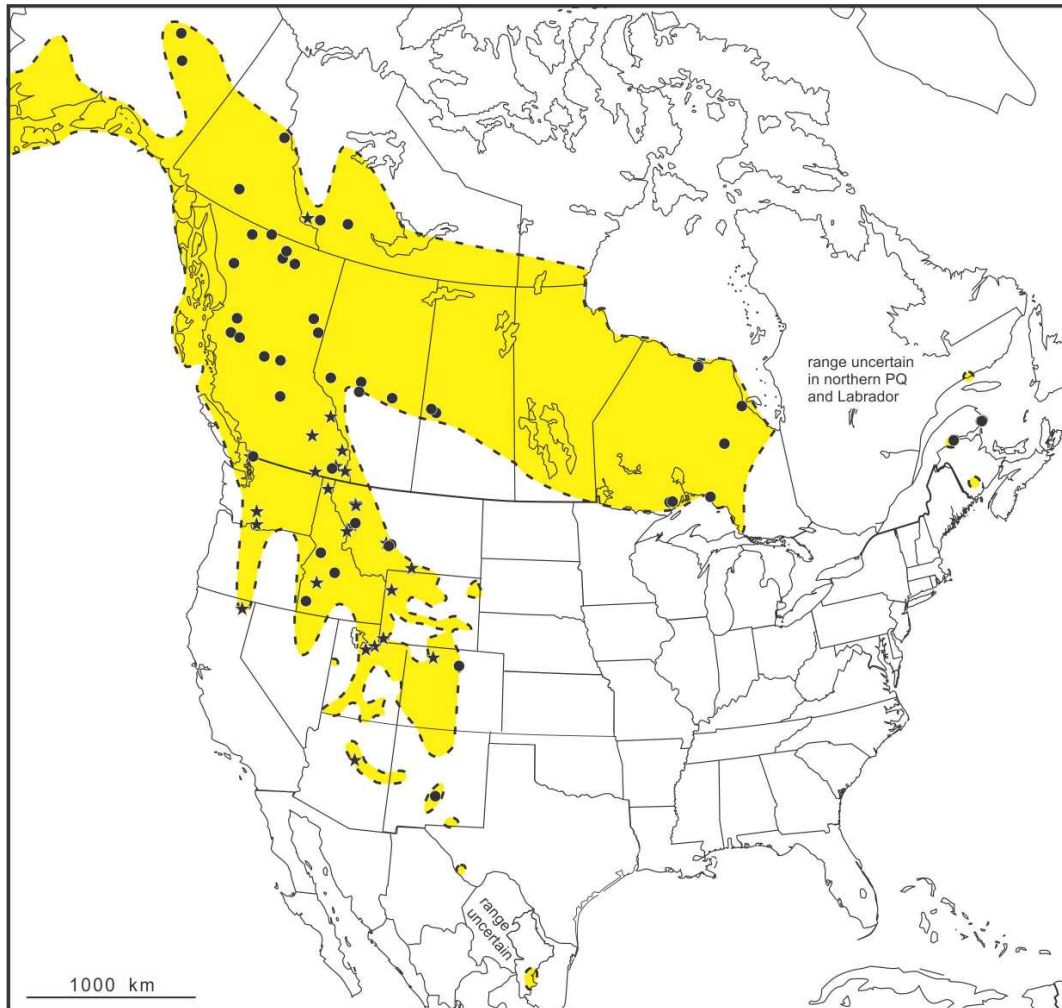 range uncertain
in northern PQ
and Labrador
range
uncertain
1000 km